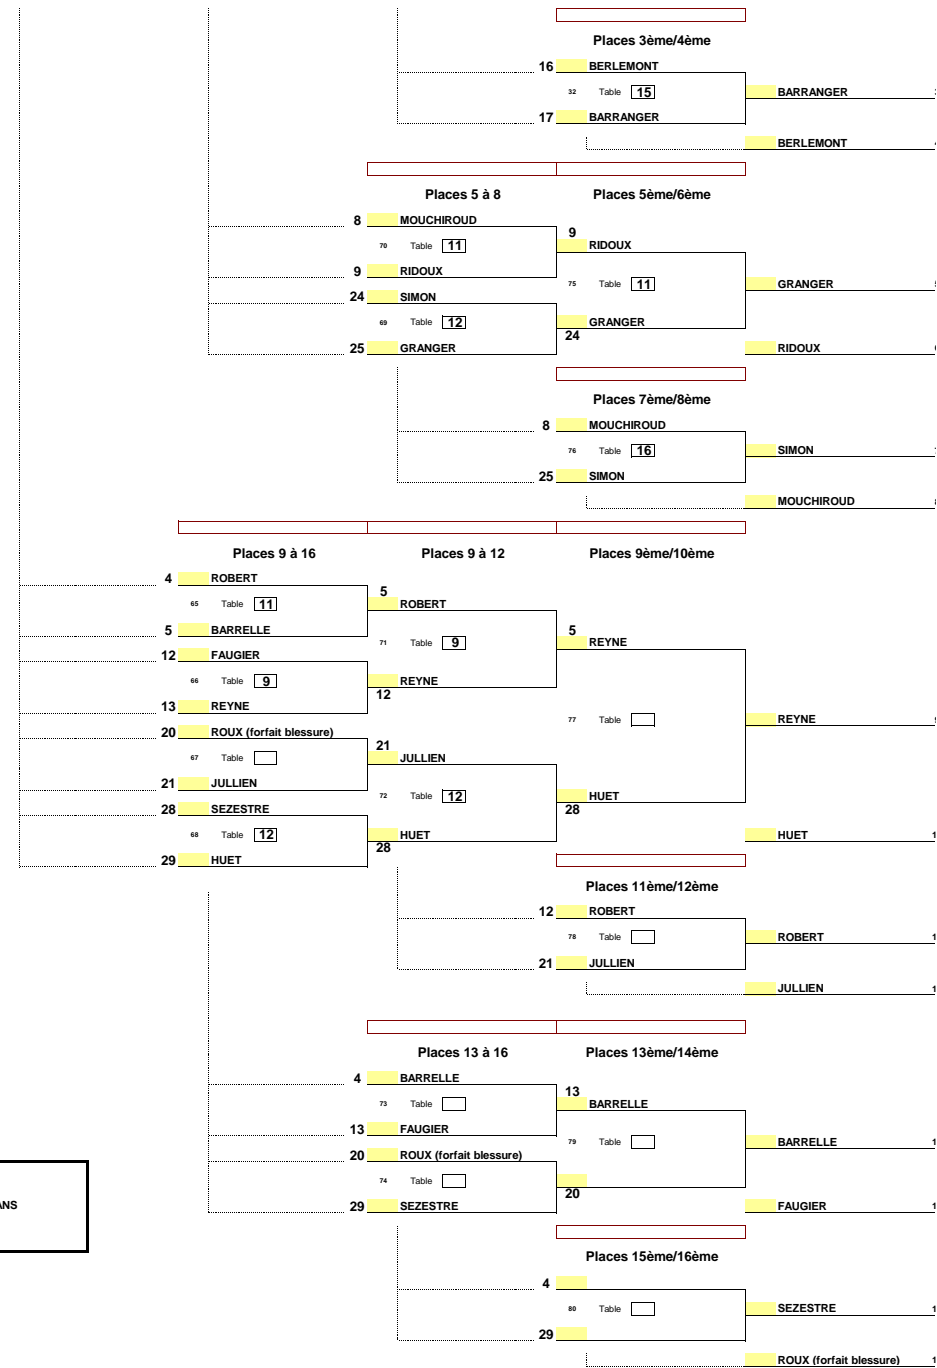 Places 3ème/4ème
16 BERLEMONT
32 Table 15 BARRANGER
17 BARRANGER
BERLEMONT
Places 5 à 8 Places 5ème/6ème
8 MOUCHIROUD
9
70 Table 11 RIDOUX
9 RIDOUX
75 Table 11 GRANGER
24 SIMON
69 Table 12 GRANGER
24
25 GRANGER RIDOUX
Places 7ème/8ème
8 MOUCHIROUD
76 Table 16 SIMON
25 SIMON
MOUCHIROUD
Places 9 à 16 Places 9 à 12 Places 9ème/10ème
4 ROBERT
5
65 Table 11 ROBERT
5 BARRELLE 5
71 Table 9 REYNE
12 FAUGIER
66 Table 9 REYNE
12
13 REYNE
77 Table REYNE
20 ROUX (forfait blessure)
21
67 Table JULLIEN
21 JULLIEN
72 Table 12 HUET
28 SEZESTRE 28
68 Table 12 HUET HUET 1
28
29 HUET
Places 11ème/12ème
12 ROBERT
78 Table ROBERT 1
21 JULLIEN
JULLIEN 1
Places 13 à 16 Places 13ème/14ème
4 BARRELLE
13
73 Table BARRELLE
13 FAUGIER
79 Table BARRELLE 1
20 ROUX (forfait blessure)
74 Table
20
29 SEZESTRE FAUGIER 1
ANS
Places 15ème/16ème
4
80 Table SEZESTRE 1
29
ROUX (forfait blessure) 1